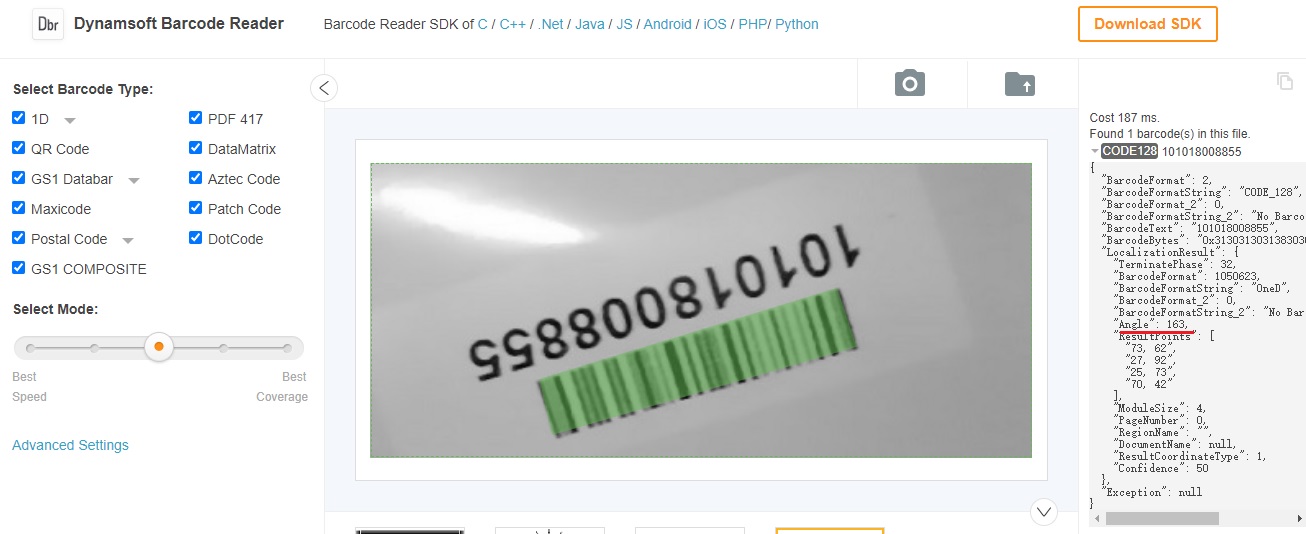 Dbr Dynamsoft Barcode Reader
Barcode Reader SDK of C / C++ / .Net / Java / JS / Android / iOS / PHP/ Python
Download SDK
Select Barcode Type:
1D
PDF 417
QR Code
DataMatrix
GS1 Databar
Aztec Code
Maxicode
Patch Code
Postal Code
DotCode
GS1 COMPOSITE
Select Mode:
Best Speed
Best Coverage
Advanced Settings
101018008855
Cost 187 ms.
Found 1 barcode(s) in this file.
CODE128 101018008855
{
"BarcodeFormat": 2,
"BarcodeFormatString": "CODE_128",
"BarcodeFormat_2": 0,
"BarcodeFormatString_2": "No Barco
"BarcodeText": "101018008855",
"BarcodeBytes": "0x3130313031383030
"LocalizationResult": {
"TerminatePhase": 32,
"BarcodeFormat": 1050623,
"BarcodeFormatString": "OneD",
"BarcodeFormat_2": 0,
"BarcodeFormatString_2": "No Bar
"Angle": 163,
"ResultPoints": [
"73, 62",
"27, 92",
"25, 73",
"70, 42"
],
"ModuleSize": 4,
"PageNumber": 0,
"RegionName": "",
"DocumentName": null,
"ResultCoordinateType": 1,
"Confidence": 50
},
"Exception": null
}